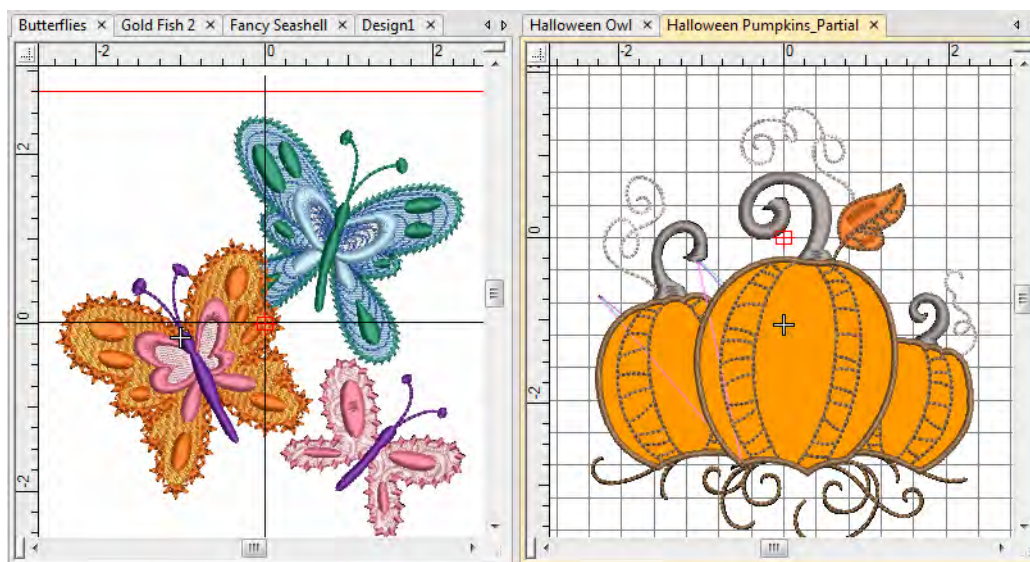 Butterflies × Gold Fish 2 × Fancy Seashell × Design1 ×
-2 0 2
2
0
-2
Halloween Owl × Halloween Pumpkins_Partial ×
-2 0 2
0
-2